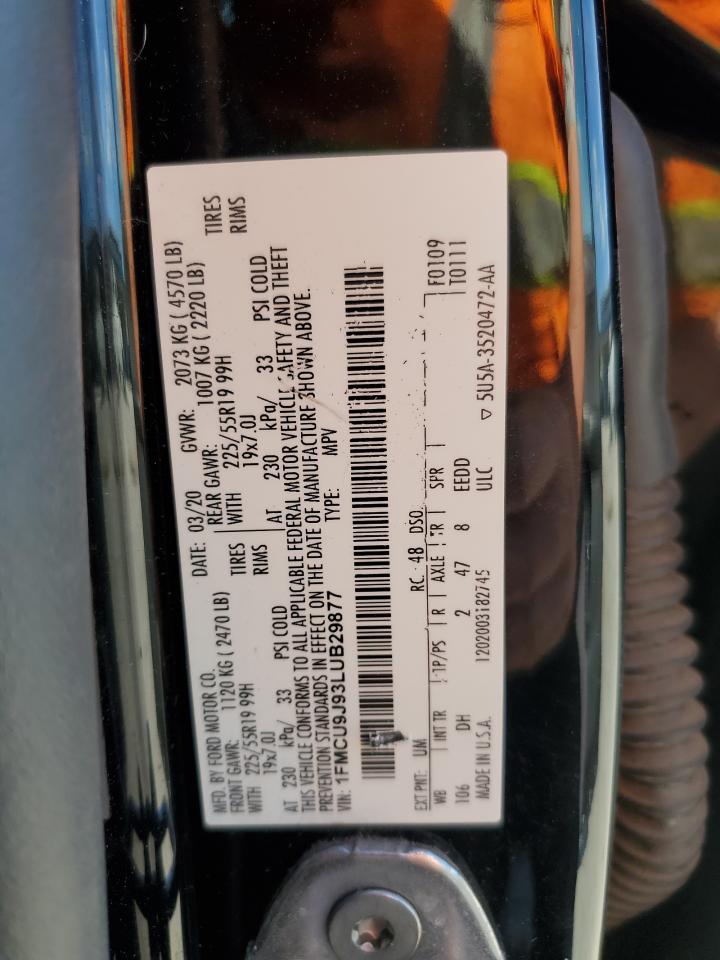 MFD. BY FORD MOTOR CO.
DATE: 03/20 GVWR: 2073 KG ( 4570 LB)
FRONT GAWR: 1120 KG ( 2470 LB) REAR GAWR: 1007 KG ( 2220 LB)
WITH 225/55R19 99H TIRES WITH 225/55R19 99H TIRES
19x7.0J RIMS 19x7.0J RIMS
AT 230 kPa/ 33 PSI COLD AT 230 kPa/ 33 PSI COLD
THIS VEHICLE CONFORMS TO ALL APPLICABLE FEDERAL MOTOR VEHICLE SAFETY AND THEFT
PREVENTION STANDARDS IN EFFECT ON THE DATE OF MANUFACTURE SHOWN ABOVE.
VIN: 1FMCU9J93LUB29877 TYPE: MPV
EXT PNT: UM RC: 48 DSO:
WB INT TR TP/PS R AXLE TR SPR F0109
106 DH 2 47 8 EEDD T0111
MADE IN U.S.A. 1202003182745 ULC ▽ 5U5A-3520472-AA